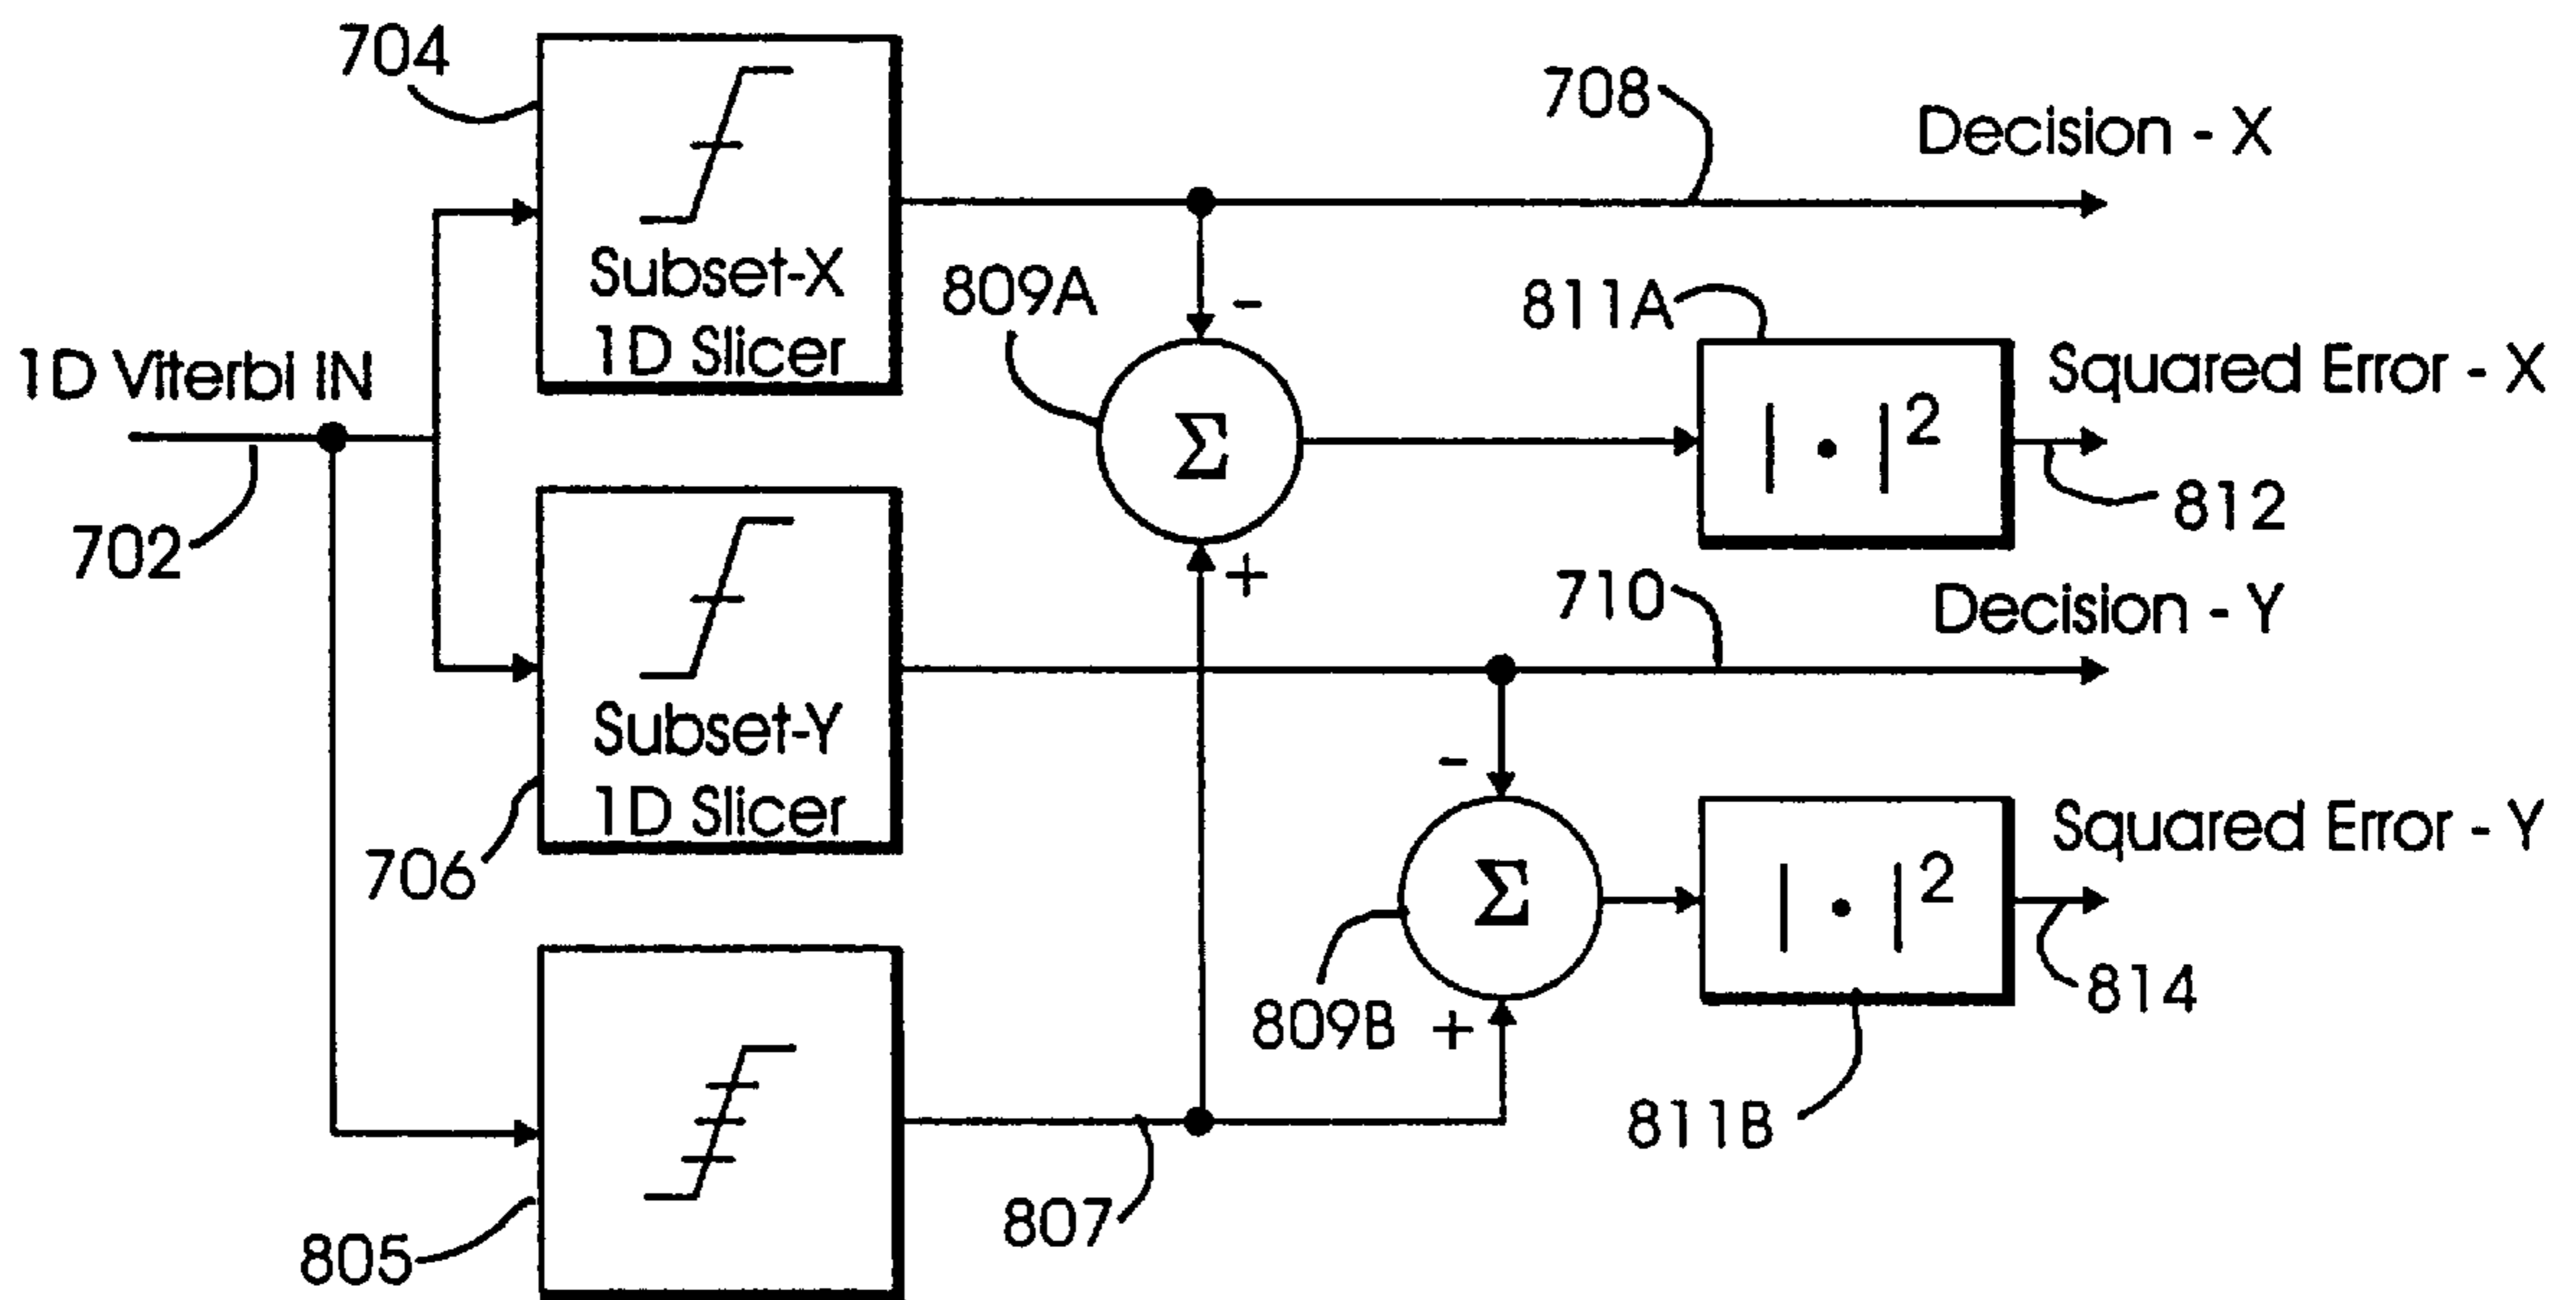 704
Subset-X
1D Slicer
708
Decision - X
809A
-
Σ
+
811A
| • |2
Squared Error - X
812
1D Viterbi IN
702
Subset-Y
1D Slicer
706
710
Decision - Y
-
Σ
809B +
| • |2
Squared Error - Y
814
811B
805
807